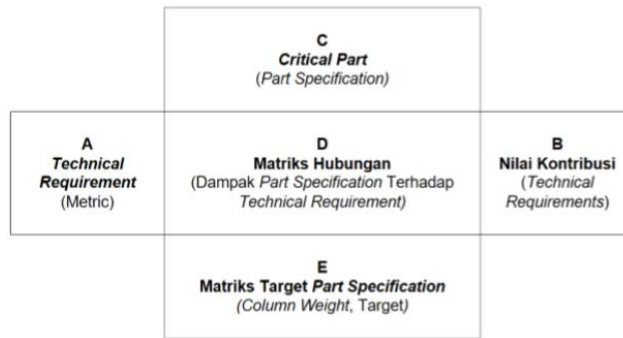 C
Critical Part
(Part Specification)
A
Technical
Requirement
(Metric)
D
Matriks Hubungan
(Dampak Part Specification Terhadap
Technical Requirement)
B
Nilai Kontribusi
(Technical
Requirements)
E
Matriks Target Part Specification
(Column Weight, Target)